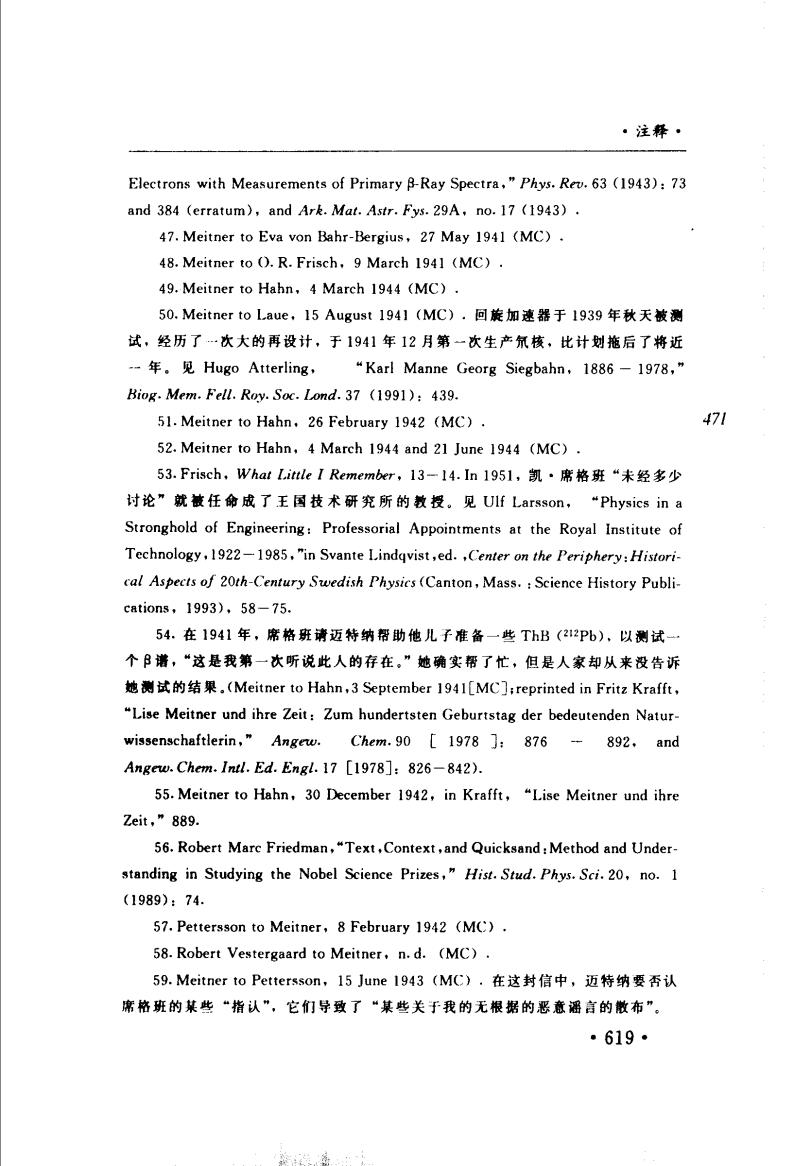 ·注释·
Electrons with Measurements of Primary β-Ray Spectra,” Phys. Rev. 63 (1943): 73
and 384 (erratum), and Ark. Mat. Astr. Fys. 29A, no. 17 (1943).
47. Meitner to Eva von Bahr-Bergius, 27 May 1941 (MC).
48. Meitner to O. R. Frisch, 9 March 1941 (MC).
49. Meitner to Hahn, 4 March 1944 (MC).
50. Meitner to Laue, 15 August 1941 (MC). 回旋加速器于 1939 年秋天被测
试，经历了一次大的再设计，于 1941 年 12 月第一次生产氘核，比计划拖后了将近
一年。见 Hugo Atterling, “Karl Manne Georg Siegbahn, 1886－1978,”
Biog. Mem. Fell. Roy. Soc. Lond. 37 (1991): 439.
51. Meitner to Hahn, 26 February 1942 (MC).
471
52. Meitner to Hahn, 4 March 1944 and 21 June 1944 (MC).
53. Frisch, What Little I Remember, 13－14. In 1951, 凯·席格班“未经多少
讨论”就被任命成了王国技术研究所的教授。见 Ulf Larsson, “Physics in a
Stronghold of Engineering: Professorial Appointments at the Royal Institute of
Technology, 1922－1985,” in Svante Lindqvist, ed., Center on the Periphery: Histori-
cal Aspects of 20th-Century Swedish Physics (Canton, Mass.: Science History Publi-
cations, 1993), 58－75.
54. 在 1941 年，席格班请迈特纳帮助他儿子准备一些 ThB (²¹²Pb)，以测试一
个β谱，“这是我第一次听说此人的存在。”她确实帮了忙，但是人家却从来没告诉
她测试的结果。(Meitner to Hahn, 3 September 1941 [MC]; reprinted in Fritz Krafft,
“Lise Meitner und ihre Zeit: Zum hundertsten Geburtstag der bedeutenden Natur-
wissenschaftlerin,” Angew. Chem. 90 [1978]: 876－892, and
Angew. Chem. Intl. Ed. Engl. 17 [1978]: 826－842).
55. Meitner to Hahn, 30 December 1942, in Krafft, “Lise Meitner und ihre
Zeit,” 889.
56. Robert Marc Friedman, “Text, Context, and Quicksand: Method and Under-
standing in Studying the Nobel Science Prizes,” Hist. Stud. Phys. Sci. 20, no. 1
(1989): 74.
57. Pettersson to Meitner, 8 February 1942 (MC).
58. Robert Vestergaard to Meitner, n.d. (MC).
59. Meitner to Pettersson, 15 June 1943 (MC). 在这封信中，迈特纳要否认
席格班的某些“指认”，它们导致了“某些关于我的无根据的恶意谣言的散布”。
·619·